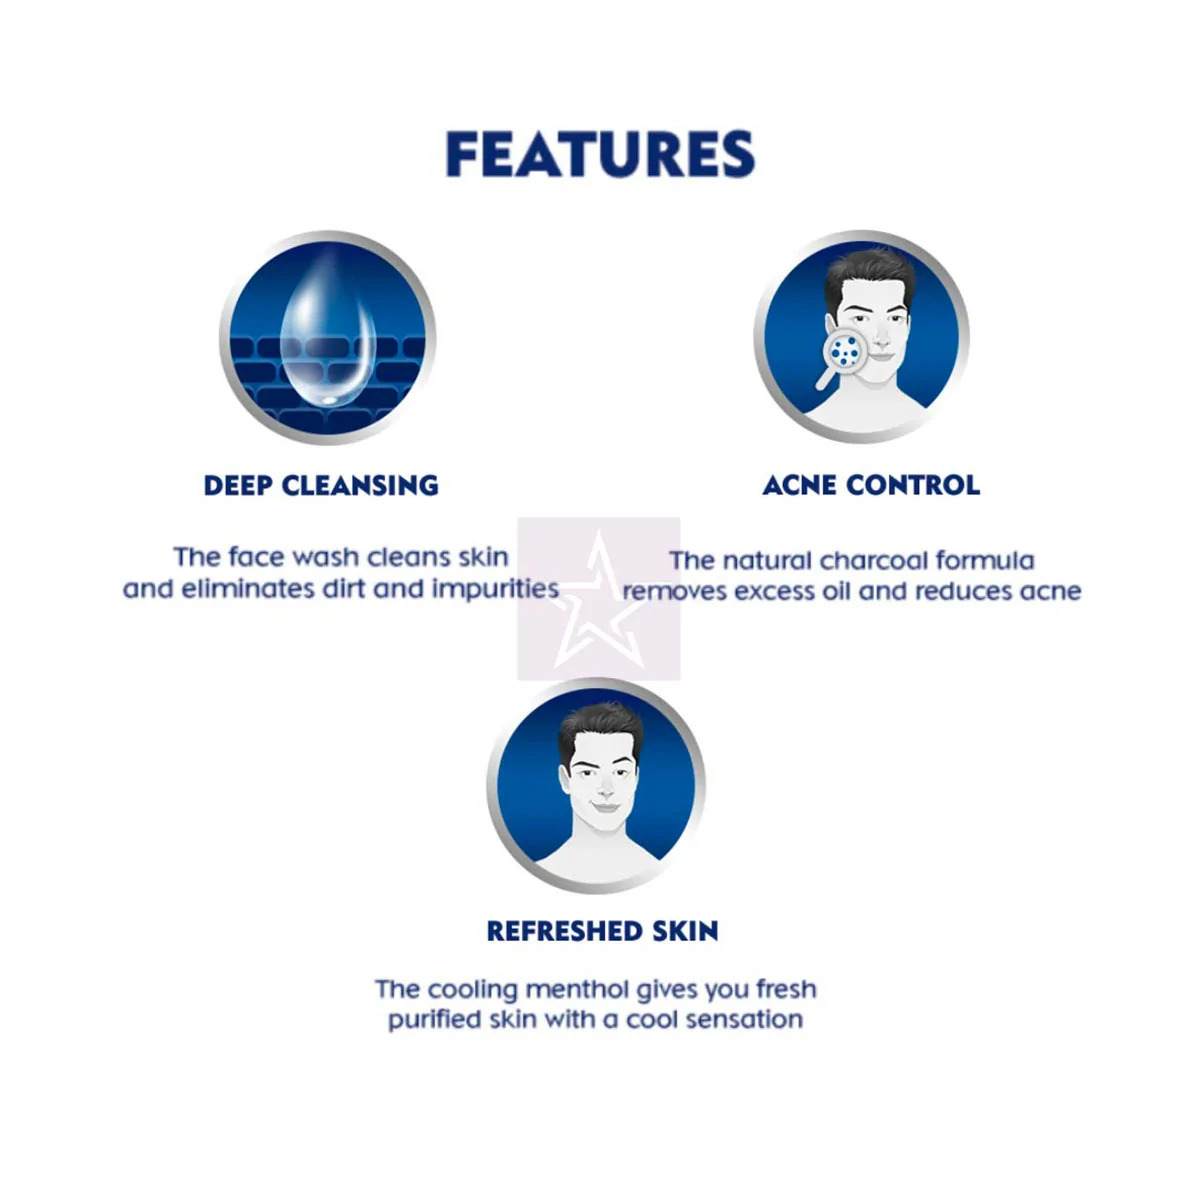 FEATURES
DEEP CLEANSING
The face wash cleans skin
and eliminates dirt and impurities
ACNE CONTROL
The natural charcoal formula
removes excess oil and reduces acne
REFRESHED SKIN
The cooling menthol gives you fresh
purified skin with a cool sensation